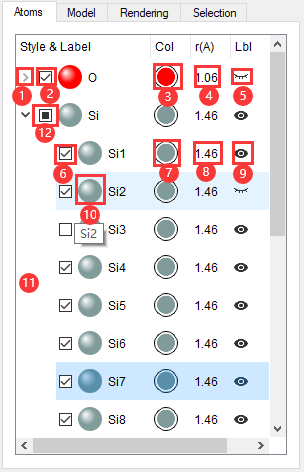 Atoms Model Rendering Selection
Style & Label Col r(A) Lbl
O 1.06
1 2 3 4 5
Si 1.46
12
Si1 1.46
6 7 8 9
Si2 1.46
10
Si2
Si3 1.46
Si4 1.46
11
Si5 1.46
Si6 1.46
Si7 1.46
Si8 1.46